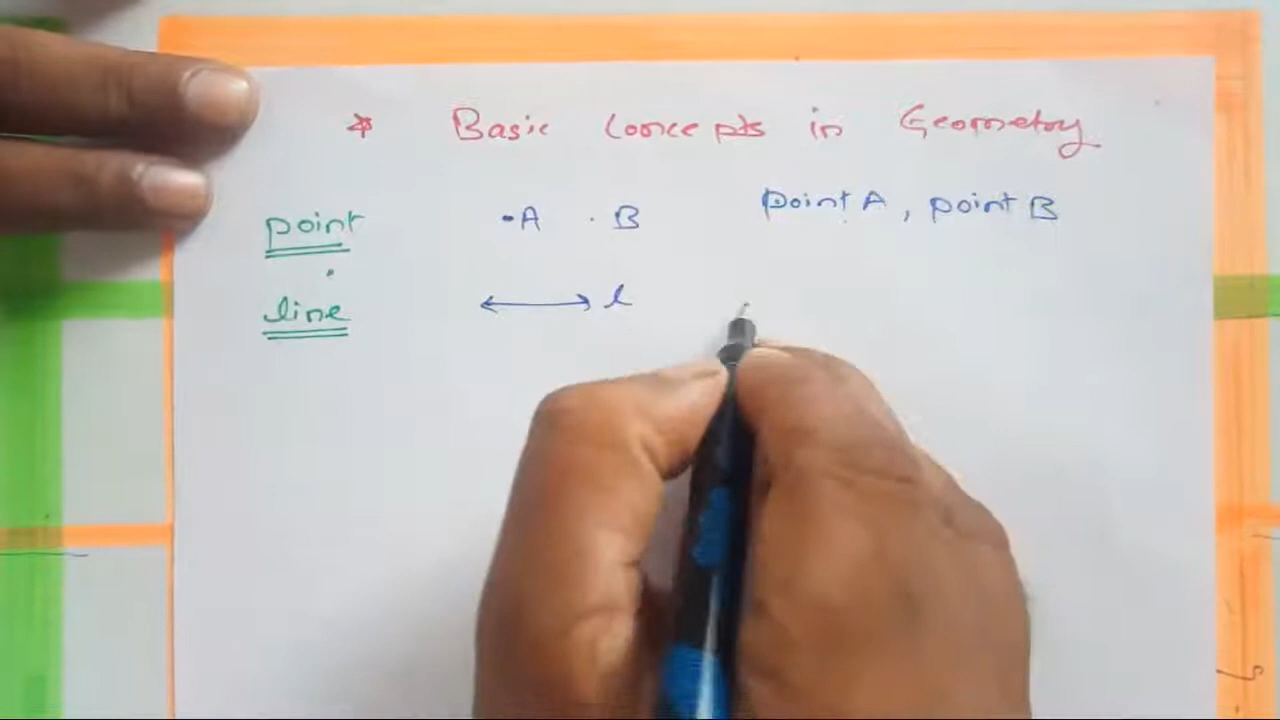 * Basic Concepts in Geometry
point •A . B point A , point B
line ⟷ l